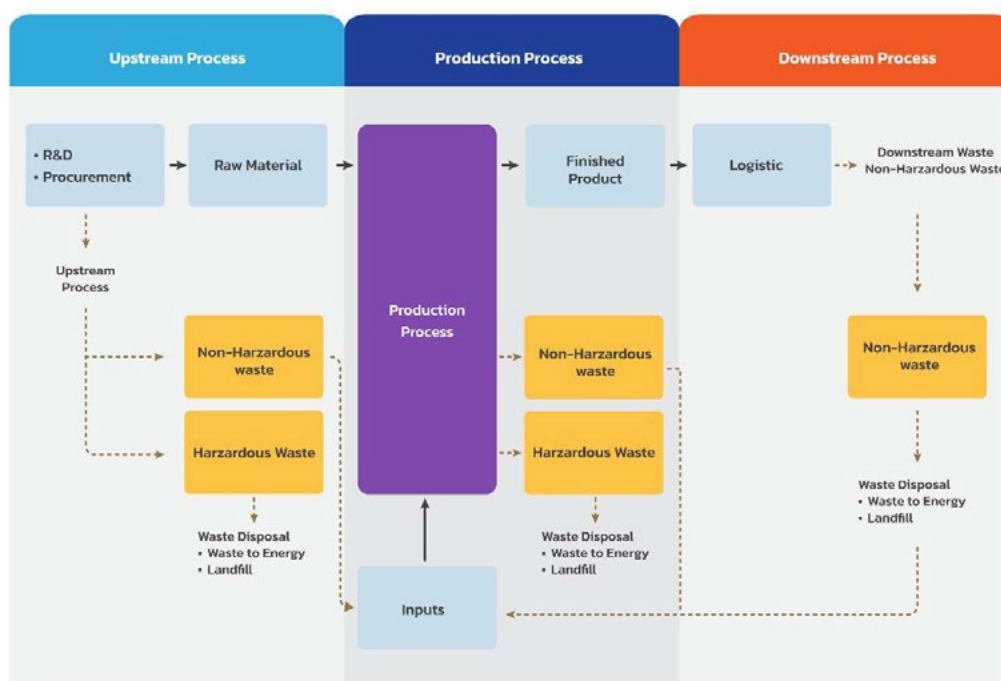 Upstream Process
Production Process
Downstream Process
• R&D
• Procurement
Raw Material
Production
Process
Finished
Product
Logistic
Downstream Waste
Non-Harzardous Waste
Upstream
Process
Non-Harzardous
waste
Harzardous Waste
Waste Disposal
• Waste to Energy
• Landfill
Non-Harzardous
waste
Harzardous Waste
Waste Disposal
• Waste to Energy
• Landfill
Non-Harzardous
waste
Waste Disposal
• Waste to Energy
• Landfill
Inputs